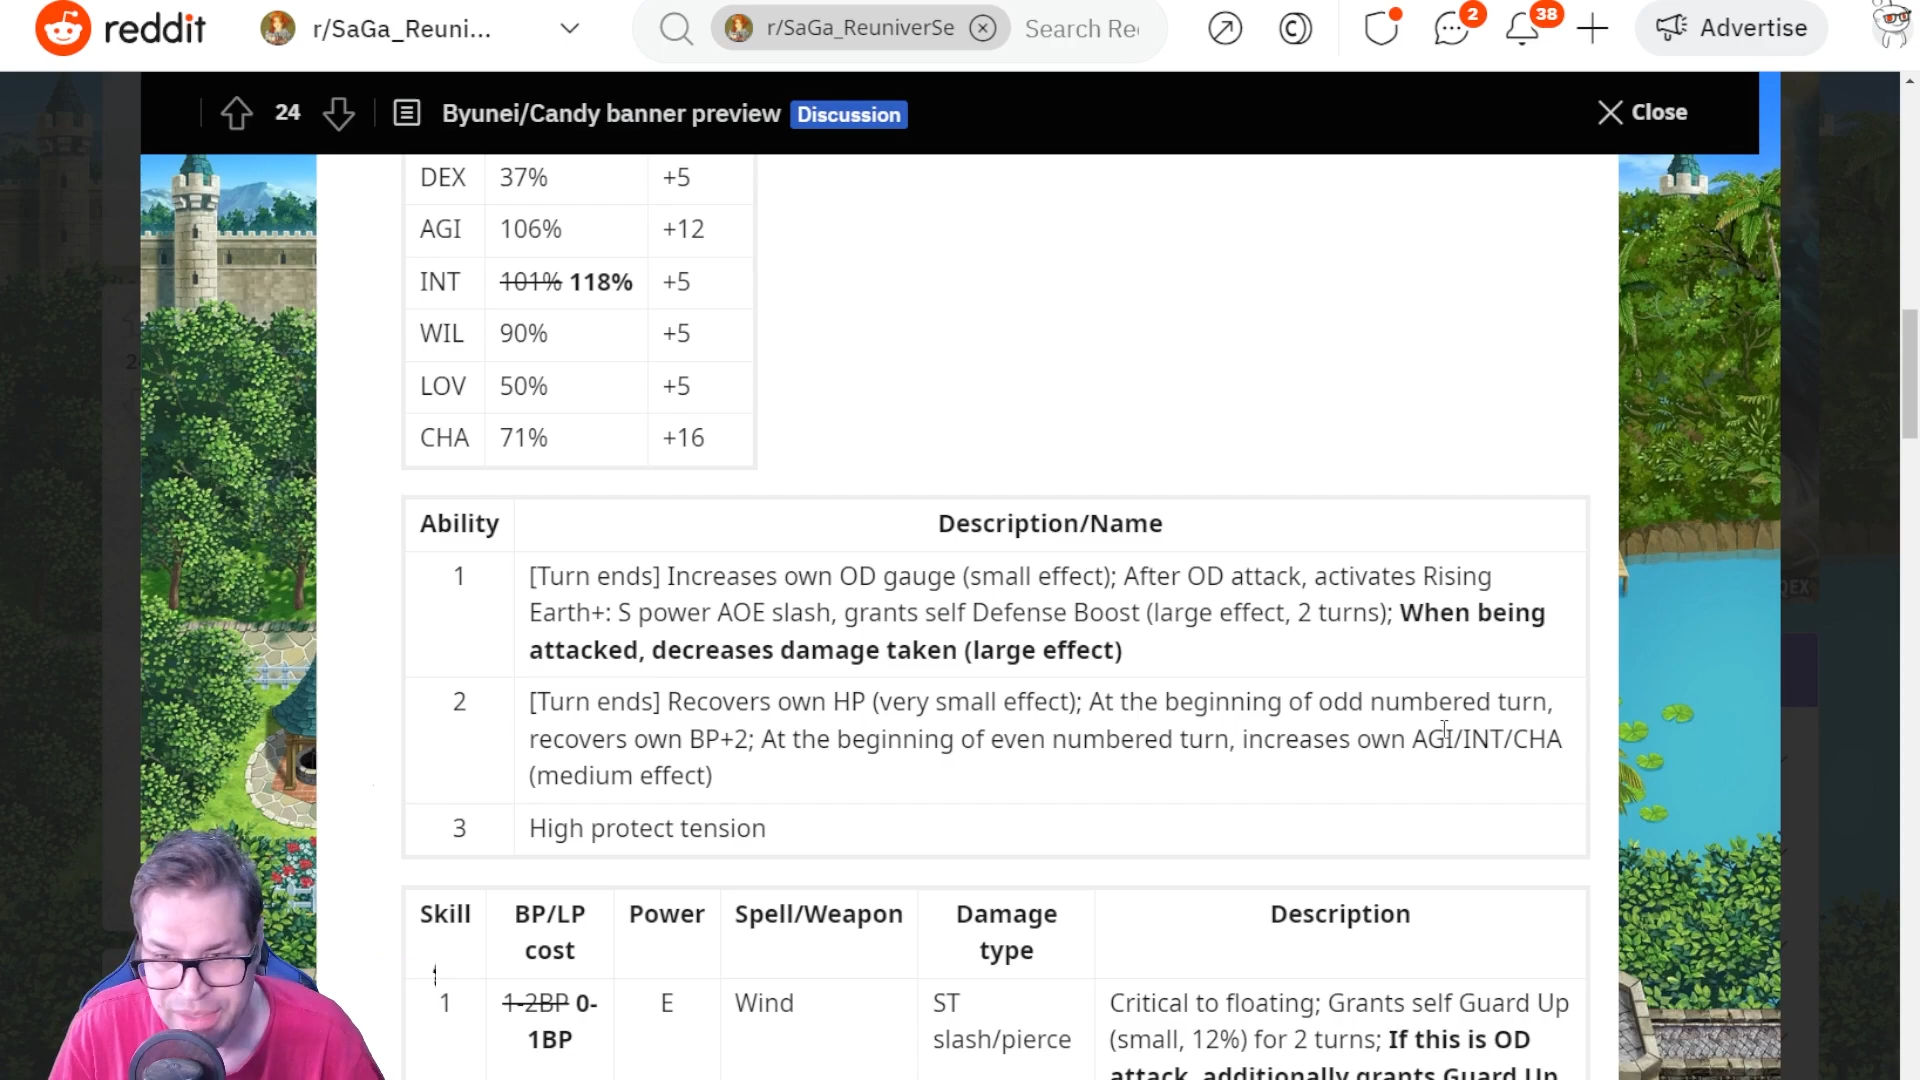 reddit
r/SaGa_Reuni...
r/SaGa_ReuniverSe
Search Re
2
38
Advertise
24
Byunei/Candy banner preview
Discussion
Close
DEX 37% +5
AGI 106% +12
INT 101% 118% +5
WIL 90% +5
LOV 50% +5
CHA 71% +16
Ability Description/Name
1 [Turn ends] Increases own OD gauge (small effect); After OD attack, activates Rising
Earth+: S power AOE slash, grants self Defense Boost (large effect, 2 turns); When being
attacked, decreases damage taken (large effect)
2 [Turn ends] Recovers own HP (very small effect); At the beginning of odd numbered turn,
recovers own BP+2; At the beginning of even numbered turn, increases own AGI/INT/CHA
(medium effect)
3 High protect tension
Skill BP/LP Power Spell/Weapon Damage Description
cost type
1 1-2BP 0- E Wind ST Critical to floating; Grants self Guard Up
1BP slash/pierce (small, 12%) for 2 turns; If this is OD
attack, additionally grants Guard Up